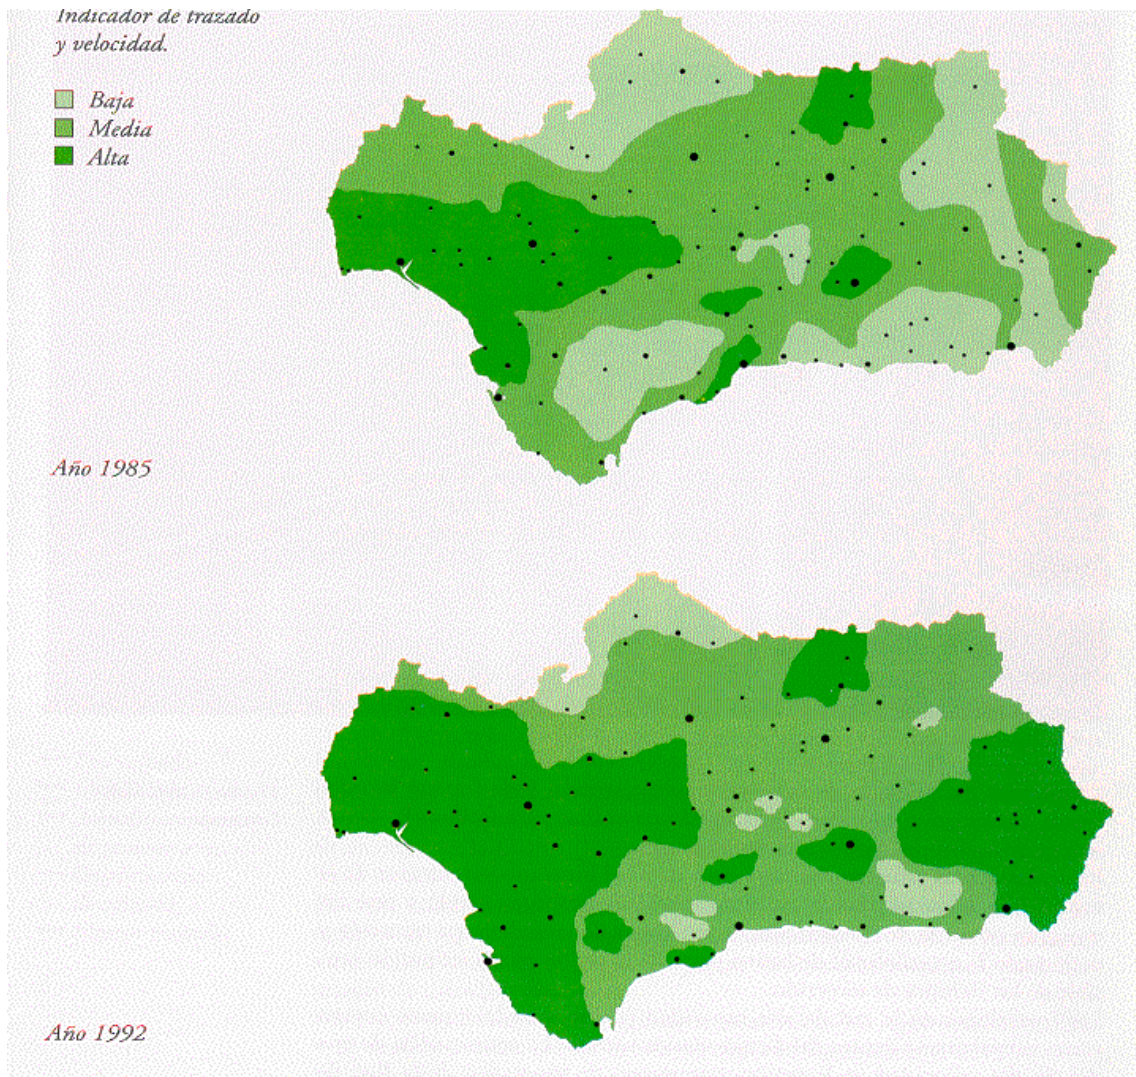 Indicador de trazado
y velocidad.
Baja
Media
Alta
Año 1985
Año 1992